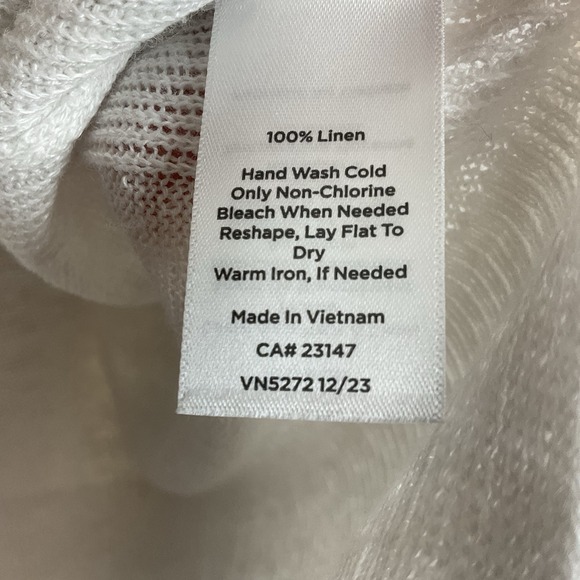 100% Linen
Hand Wash Cold
Only Non-Chlorine
Bleach When Needed
Reshape, Lay Flat To
Dry
Warm Iron, If Needed
Made In Vietnam
CA# 23147
VN5272 12/23